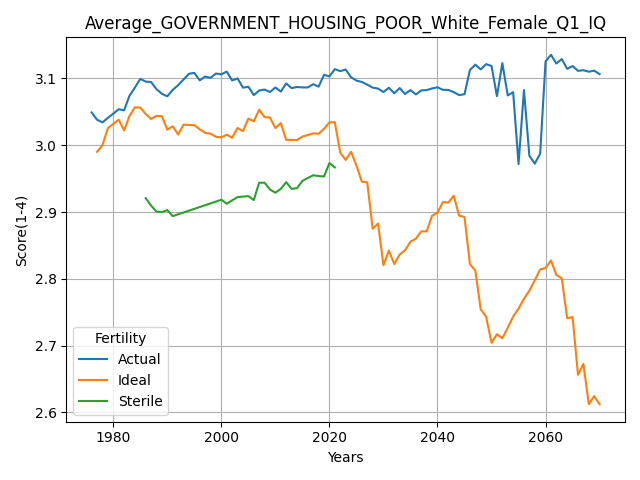 Average_GOVERNMENT_HOUSING_POOR_White_Female_Q1_IQ
Score(1-4)
3.1
3.0
2.9
2.8
2.7
2.6
Fertility
Actual
Ideal
Sterile
1980 2000 2020 2040 2060
Years